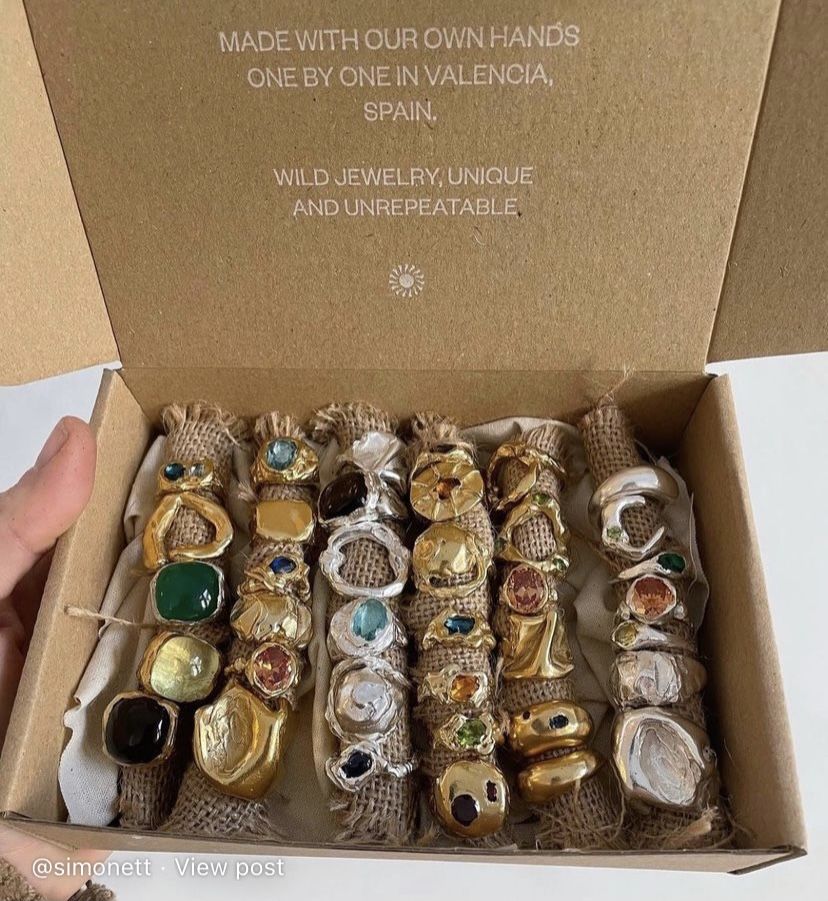 MADE WITH OUR OWN HANDS
ONE BY ONE IN VALENCIA,
SPAIN.
WILD JEWELRY, UNIQUE
AND UNREPEATABLE
@simonett · View post